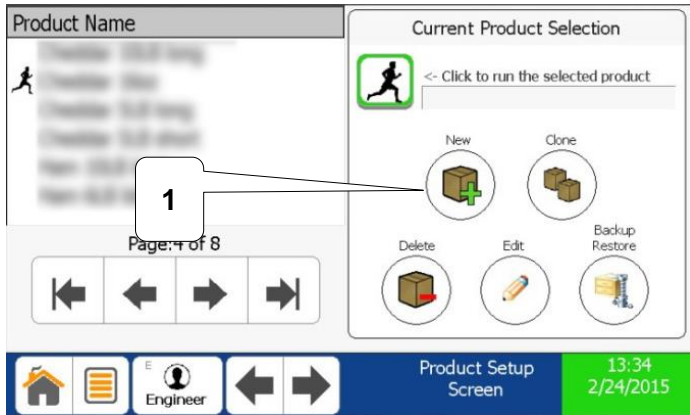 Product Name
Current Product Selection
<- Click to run the selected product
New
Clone
1
Page:4 of 8
Delete
Edit
Backup
Restore
E
Engineer
Product Setup
Screen
13:34
2/24/2015